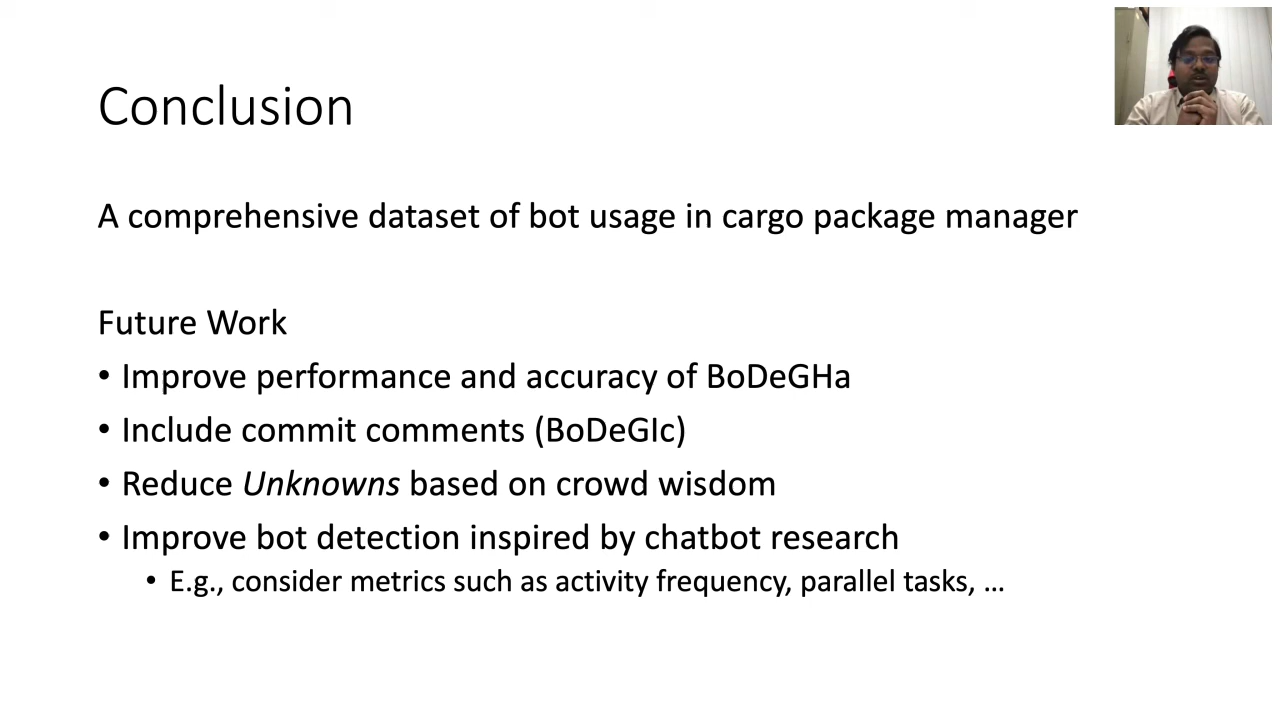 Conclusion
A comprehensive dataset of bot usage in cargo package manager
Future Work
• Improve performance and accuracy of BoDeGHa
• Include commit comments (BoDeGIc)
• Reduce Unknowns based on crowd wisdom
• Improve bot detection inspired by chatbot research
• E.g., consider metrics such as activity frequency, parallel tasks, …